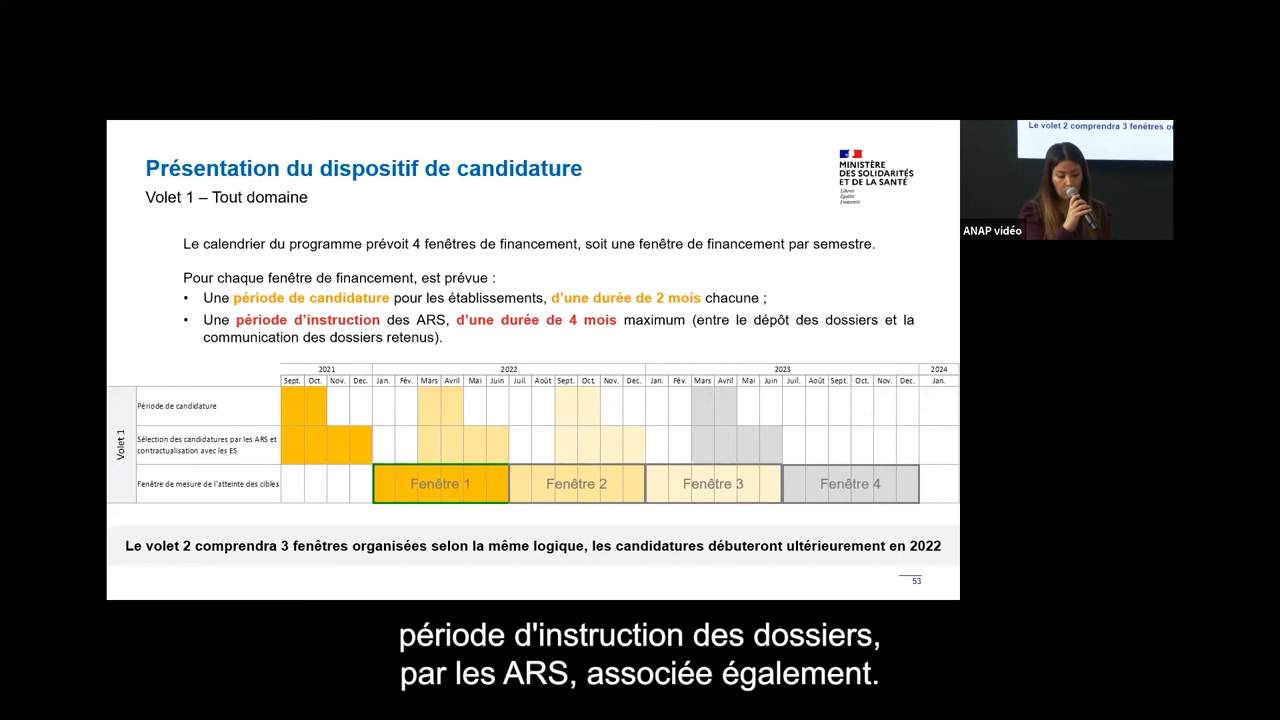 Présentation du dispositif de candidature
Volet 1 – Tout domaine
MINISTÈRE
DES SOLIDARITÉS
ET DE LA SANTÉ
Liberté
Égalité
Fraternité
Le volet 2 comprendra 3 fenêtres
ANAP vidéo
Le calendrier du programme prévoit 4 fenêtres de financement, soit une fenêtre de financement par semestre.
Pour chaque fenêtre de financement, est prévue :
• Une période de candidature pour les établissements, d'une durée de 2 mois chacune ;
• Une période d'instruction des ARS, d'une durée de 4 mois maximum (entre le dépôt des dossiers et la
communication des dossiers retenus).
2021 2022 2023 2024
Sept. Oct. Nov. Dec. Jan. Fév. Mars Avril Mai Juin Juil. Août Sept. Oct. Nov. Dec. Jan. Fév. Mars Avril Mai Juin Juil. Août Sept. Oct. Nov. Dec. Jan.
Volet 1
Période de candidature
Sélection des candidatures par les ARS et
contractualisation avec les ES
Fenêtre de mesure de l'atteinte des cibles
Fenêtre 1 Fenêtre 2 Fenêtre 3 Fenêtre 4
Le volet 2 comprendra 3 fenêtres organisées selon la même logique, les candidatures débuteront ultérieurement en 2022
53
période d'instruction des dossiers,
par les ARS, associée également.